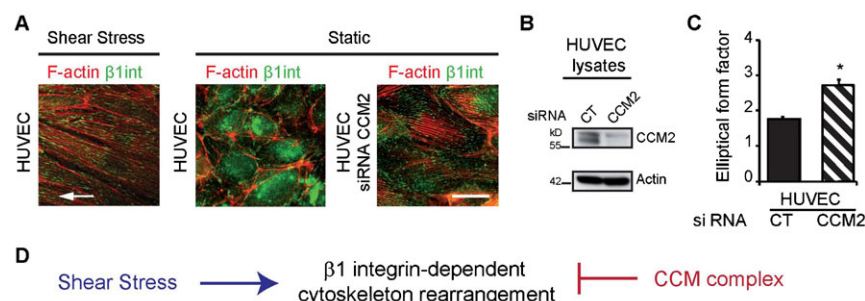 A
Shear Stress
Static
F-actin β1int
F-actin β1int
F-actin β1int
HUVEC
HUVEC
HUVEC
siRNA CCM2
B
HUVEC
lysates
siRNA CT CCM2
kD
55
CCM2
42
Actin
C
Elliptical form factor
4
3
2
1
0
*
HUVEC
si RNA CT CCM2
D
Shear Stress
β1 integrin-dependent
cytoskeleton rearrangement
CCM complex